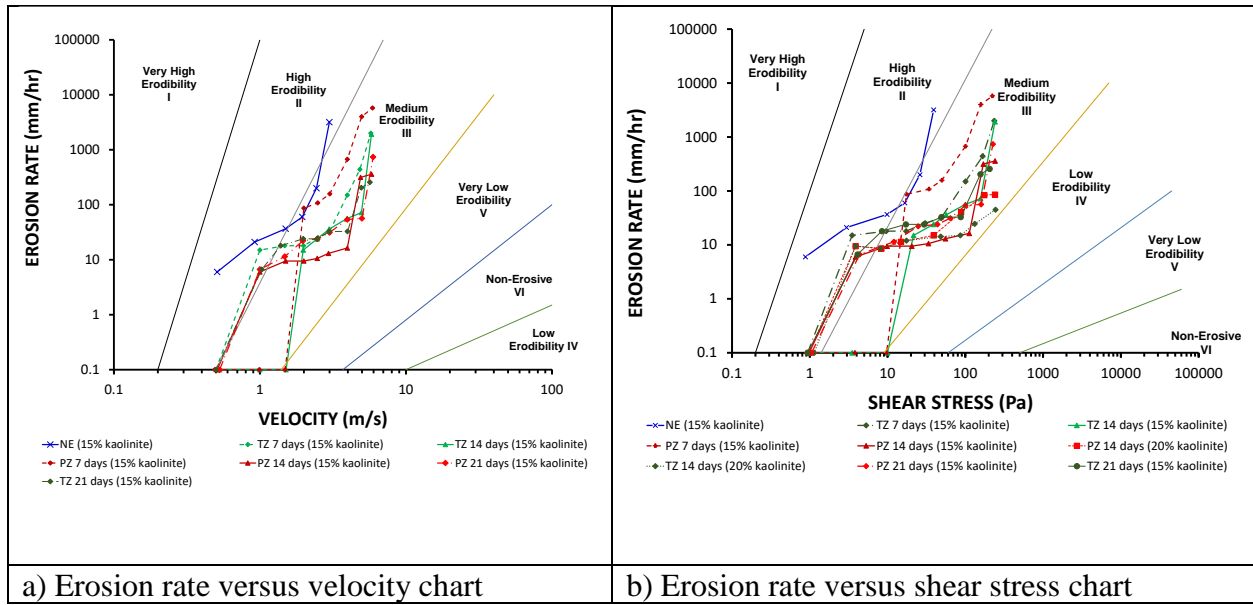 100000
10000
1000
100
10
1
0.1
0.1
1
10
100
EROSION RATE (mm/hr)
VELOCITY (m/s)
Very High
Erodibility
I
High
Erodibility
II
Medium
Erodibility
III
Very Low
Erodibility
V
Non-Erosive
VI
Low
Erodibility IV
NE (15% kaolinite)
TZ 7 days (15% kaolinite)
TZ 14 days (15% kaolinite)
PZ 7 days (15% kaolinite)
PZ 14 days (15% kaolinite)
PZ 21 days (15% kaolinite)
TZ 21 days (15% kaolinite)
a) Erosion rate versus velocity chart
100000
10000
1000
100
10
1
0.1
0.1
1
10
100
1000
10000
100000
EROSION RATE (mm/hr)
SHEAR STRESS (Pa)
Very High
Erodibility
I
High
Erodibility
II
Medium
Erodibility
III
Low
Erodibility
IV
Very Low
Erodibility
V
Non-Erosive
VI
NE (15% kaolinite)
TZ 7 days (15% kaolinite)
TZ 14 days (15% kaolinite)
PZ 7 days (15% kaolinite)
PZ 14 days (15% kaolinite)
PZ 14 days (20% kaolinite)
TZ 14 days (20% kaolinite)
PZ 21 days (15% kaolinite)
TZ 21 days (15% kaolinite)
b) Erosion rate versus shear stress chart